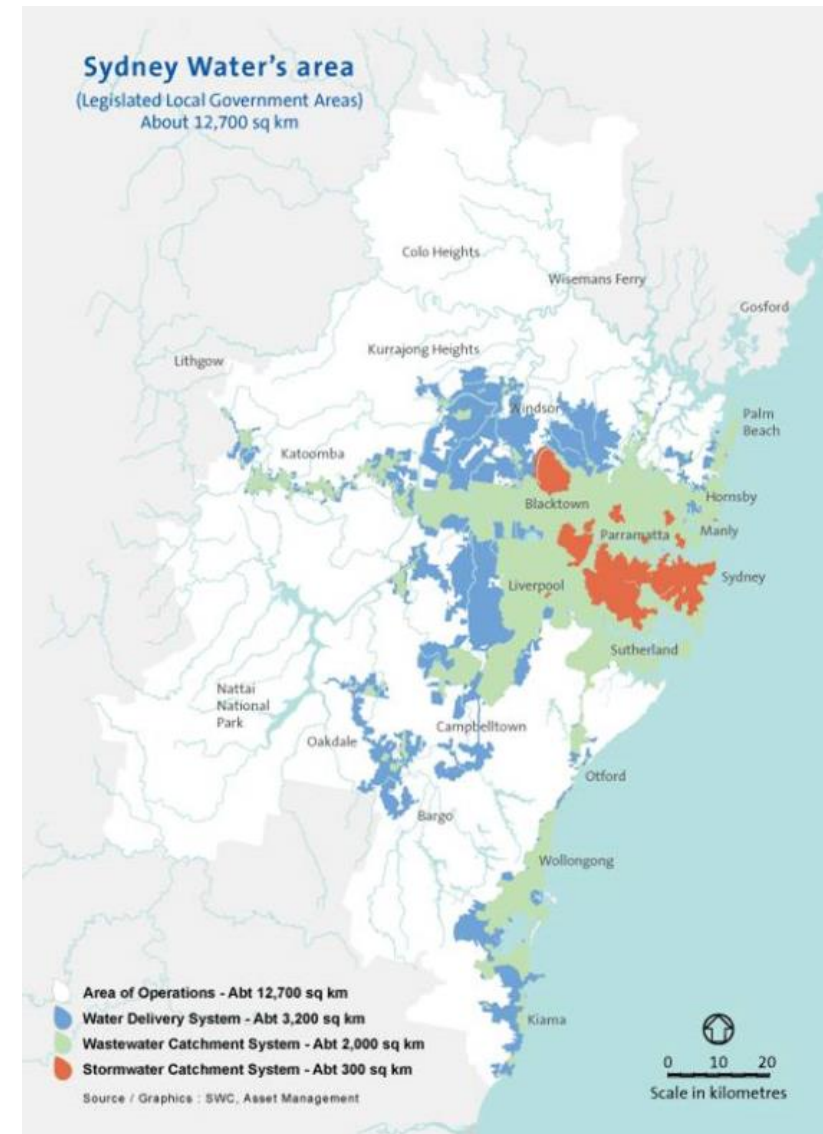 Sydney Water's area
(Legislated Local Government Areas)
About 12,700 sq km
Colo Heights
Wisemans Ferry
Gosford
Kurrajong Heights
Lithgow
Windsor
Palm
Beach
Katoomba
Hornsby
Blacktown
Manly
Parramatta
Sydney
Liverpool
Sutherland
Nattai
National
Park
Campbelltown
Oakdale
Otford
Bargo
Wollongong
Area of Operations - Abt 12,700 sq km
Water Delivery System - Abt 3,200 sq km
Wastewater Catchment System - Abt 2,000 sq km
Stormwater Catchment System - Abt 300 sq km
Source / Graphics : SWC, Asset Management
Kiama
0 10 20
Scale in kilometres